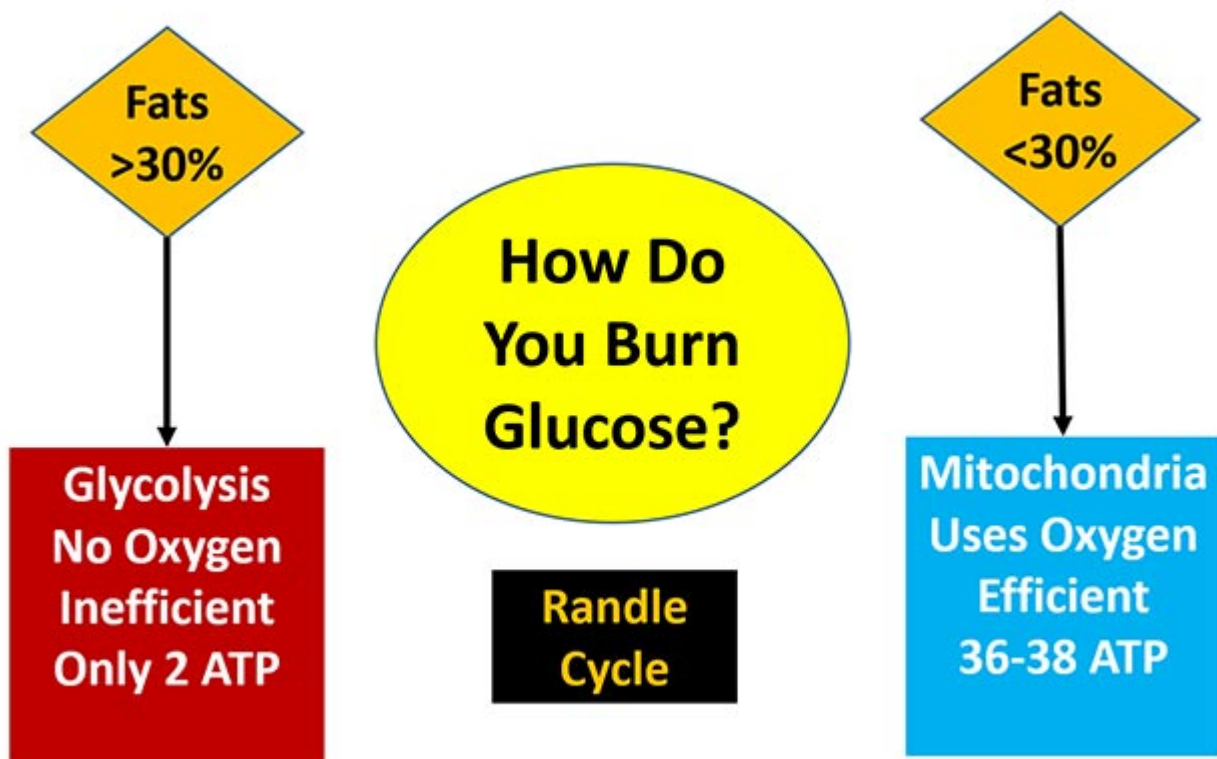 Fats
>30%
Fats
<30%
How Do
You Burn
Glucose?
Glycolysis
No Oxygen
Inefficient
Only 2 ATP
Randle
Cycle
Mitochondria
Uses Oxygen
Efficient
36-38 ATP